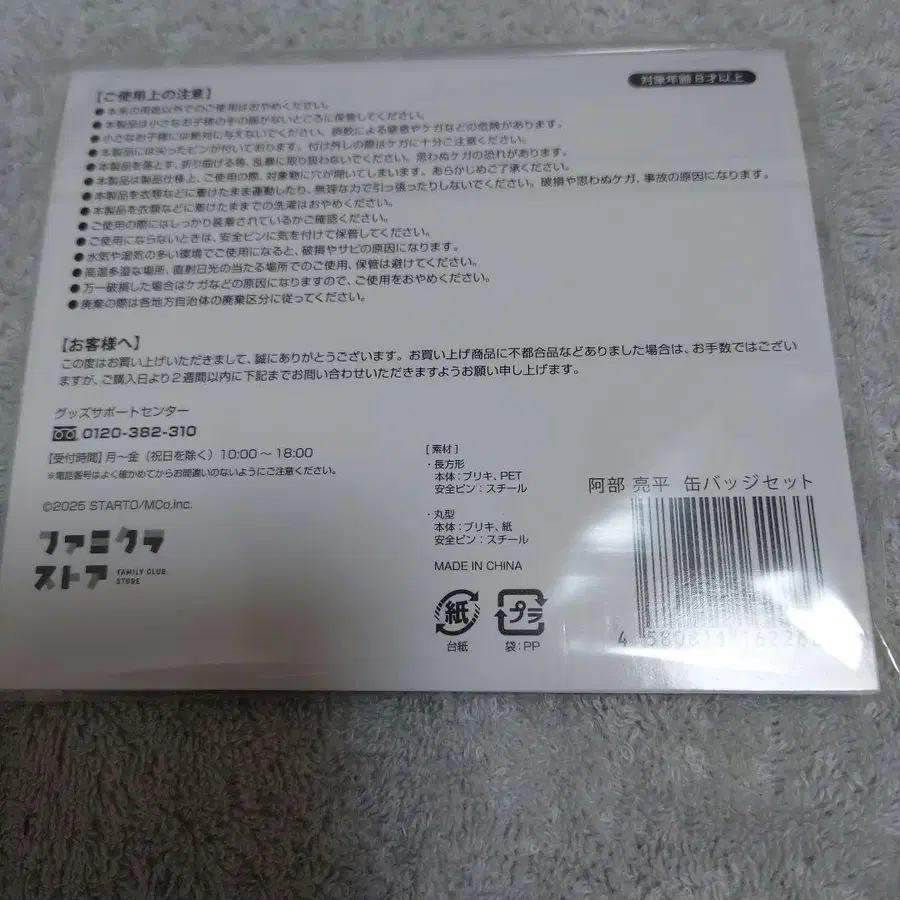 対象年齢 8才以上
【ご使用上の注意】
●本来の用途以外でのご使用はおやめください。
●本製品は小さなお子様の手の届かないところに保管してください。
●小さなお子様には絶対に与えないでください。誤飲による窒息やケガなどの危険があります。
●本製品には尖ったピンが付いております。付け外しの際はケガに十分ご注意ください。
●本製品を落とす、折り曲げる等、乱暴に取り扱わないでください。思わぬケガの恐れがあります。
●本製品は製品仕様上、ご使用の際、対象物に穴が開いてしまいます。あらかじめご了承ください。
●本製品を衣類などに着けたまま運動したり、無理な力で引っ張ったりしないでください。破損や思わぬケガ、事故の原因になります。
●本製品を衣類などに着けたままでの洗濯はおやめください。
●ご使用の際にはしっかり装着されているかご確認ください。
●ご使用にならないときは、安全ピンに気を付けて保管してください。
●水気や湿気の多い環境でご使用になると、破損やサビの原因になります。
●高温多湿な場所、直射日光の当たる場所でのご使用、保管は避けてください。
●万一破損した場合はケガなどの原因になりますので、ご使用をおやめください。
●廃棄の際は各地方自治体の廃棄区分に従ってください。
【お客様へ】
この度はお買い上げいただきまして、誠にありがとうございます。お買い上げ商品に不都合品などありました場合は、お手数ではござい
ますが、ご購入日より2週間以内に下記までお問い合わせいただきますようお願い申し上げます。
グッズサポートセンター
0120-382-310
【受付時間】月〜金（祝日を除く）10:00〜18:00
※電話番号はよく確かめてからお間違いのないようにご注意ください。
©2025 STARTO/MCo,Inc.
ファミクラ
ストア FAMILY CLUB
STORE
[素材]
・長方形
本体：ブリキ、PET
安全ピン：スチール
・丸型
本体：ブリキ、紙
安全ピン：スチール
MADE IN CHINA
紙
台紙
プラ
袋：PP
阿部 亮平 缶バッジセット